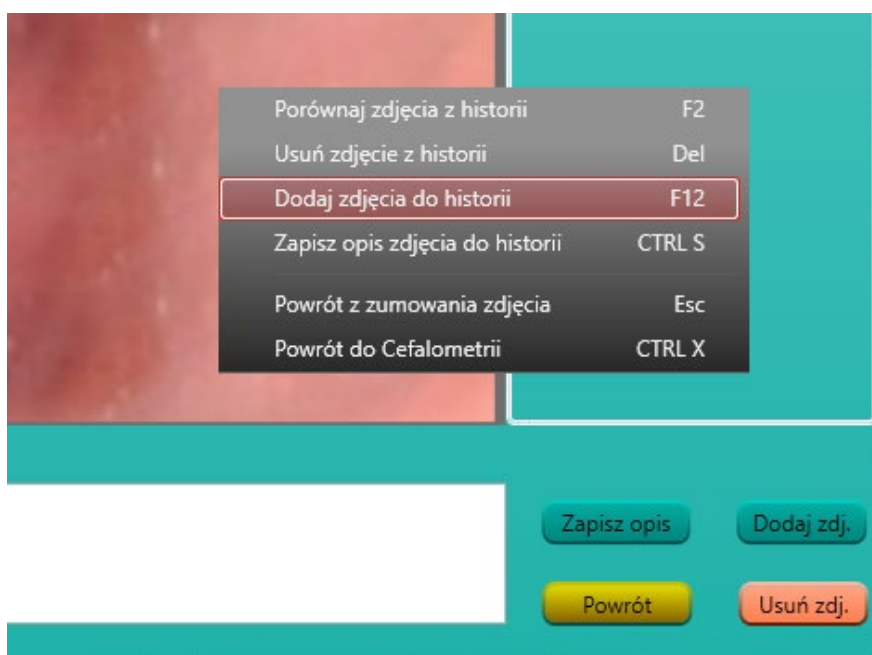 Porównaj zdjęcia z historii F2
Usuń zdjęcie z historii Del
Dodaj zdjęcia do historii F12
Zapisz opis zdjęcia do historii CTRL S
Powrót z zumowania zdjęcia Esc
Powrót do Cefalometrii CTRL X
Zapisz opis Dodaj zdj.
Powrót Usuń zdj.